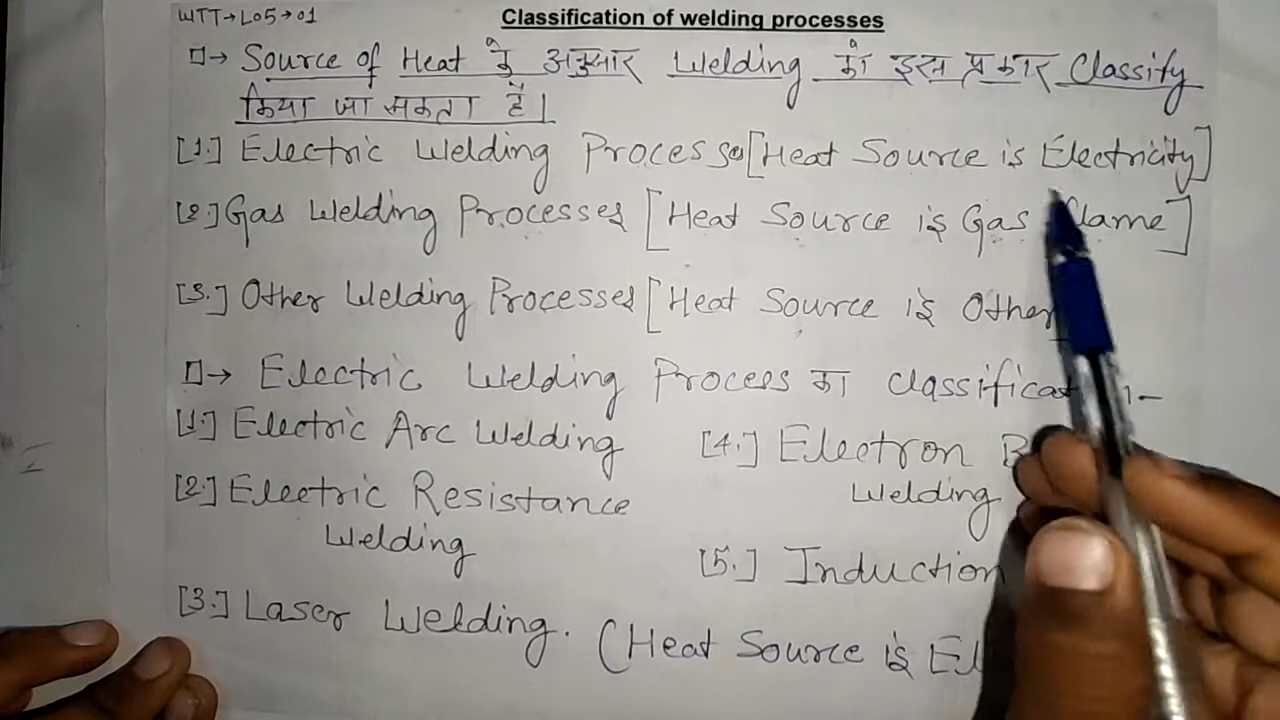 WTT→L05→01
Classification of welding processes
□→ Source of Heat के अनुसार Welding को इस प्रकार Classify
किया जा सकता है।
[1.] Electric Welding Processes [Heat Source is Electricity]
[2.] Gas Welding Processes [Heat Source is Gas flame]
[3.] Other Welding Processes [Heat Source is Other
□→ Electric Welding Process का classificat
[1.] Electric Arc Welding
[2.] Electric Resistance
Welding
[3.] Laser Welding.
[4.] Electron B
Welding
[5.] Induction
(Heat Source is El